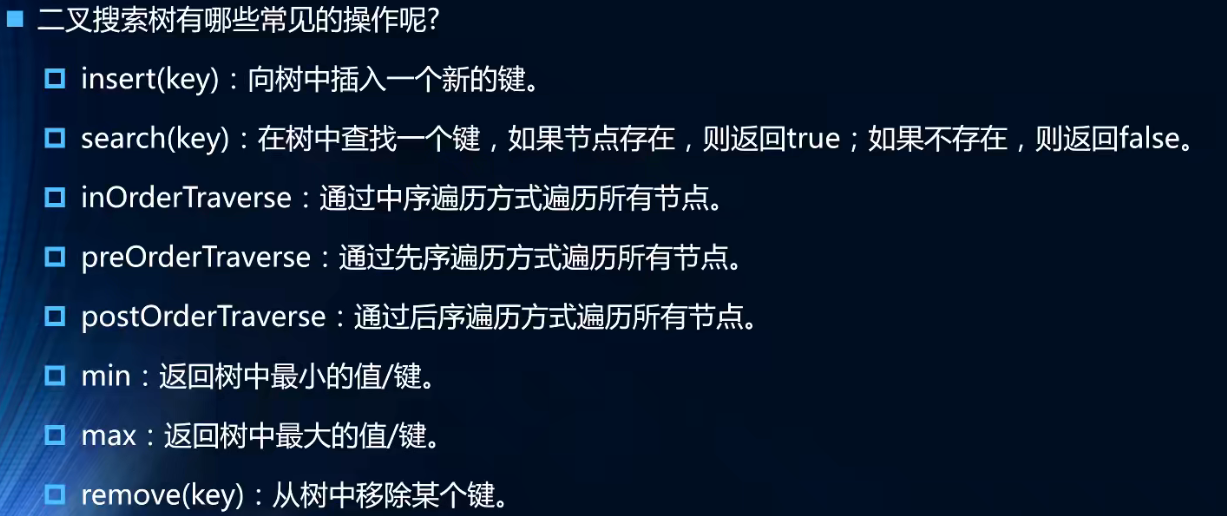 二叉搜索树有哪些常见的操作呢?
insert(key)：向树中插入一个新的键。
search(key)：在树中查找一个键，如果节点存在，则返回true；如果不存在，则返回false。
inOrderTraverse：通过中序遍历方式遍历所有节点。
preOrderTraverse：通过先序遍历方式遍历所有节点。
postOrderTraverse：通过后序遍历方式遍历所有节点。
min：返回树中最小的值/键。
max：返回树中最大的值/键。
remove(key)：从树中移除某个键。